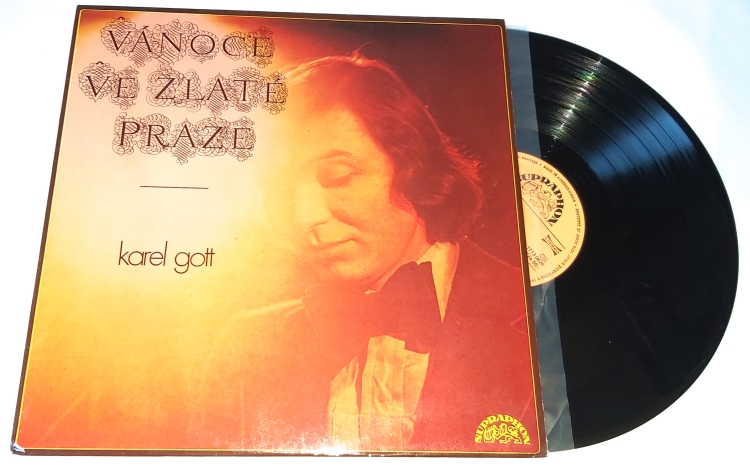 VÁNOCE
VE ZLATÉ
PRAZE
karel gott
SUPRAPHON
SUPRAPHON